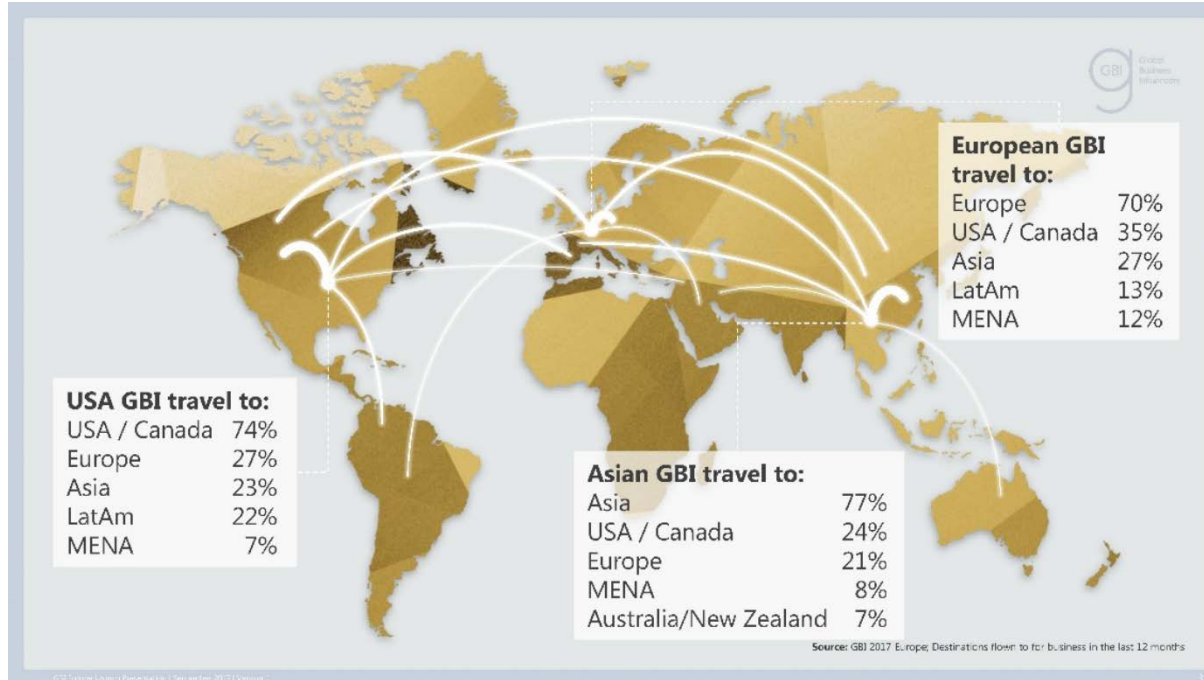 GBI
Global
Business
Influencers
European GBI
travel to:
Europe 70%
USA / Canada 35%
Asia 27%
LatAm 13%
MENA 12%
USA GBI travel to:
USA / Canada 74%
Europe 27%
Asia 23%
LatAm 22%
MENA 7%
Asian GBI travel to:
Asia 77%
USA / Canada 24%
Europe 21%
MENA 8%
Australia/New Zealand 7%
Source: GBI 2017 Europe; Destinations flown to for business in the last 12 months